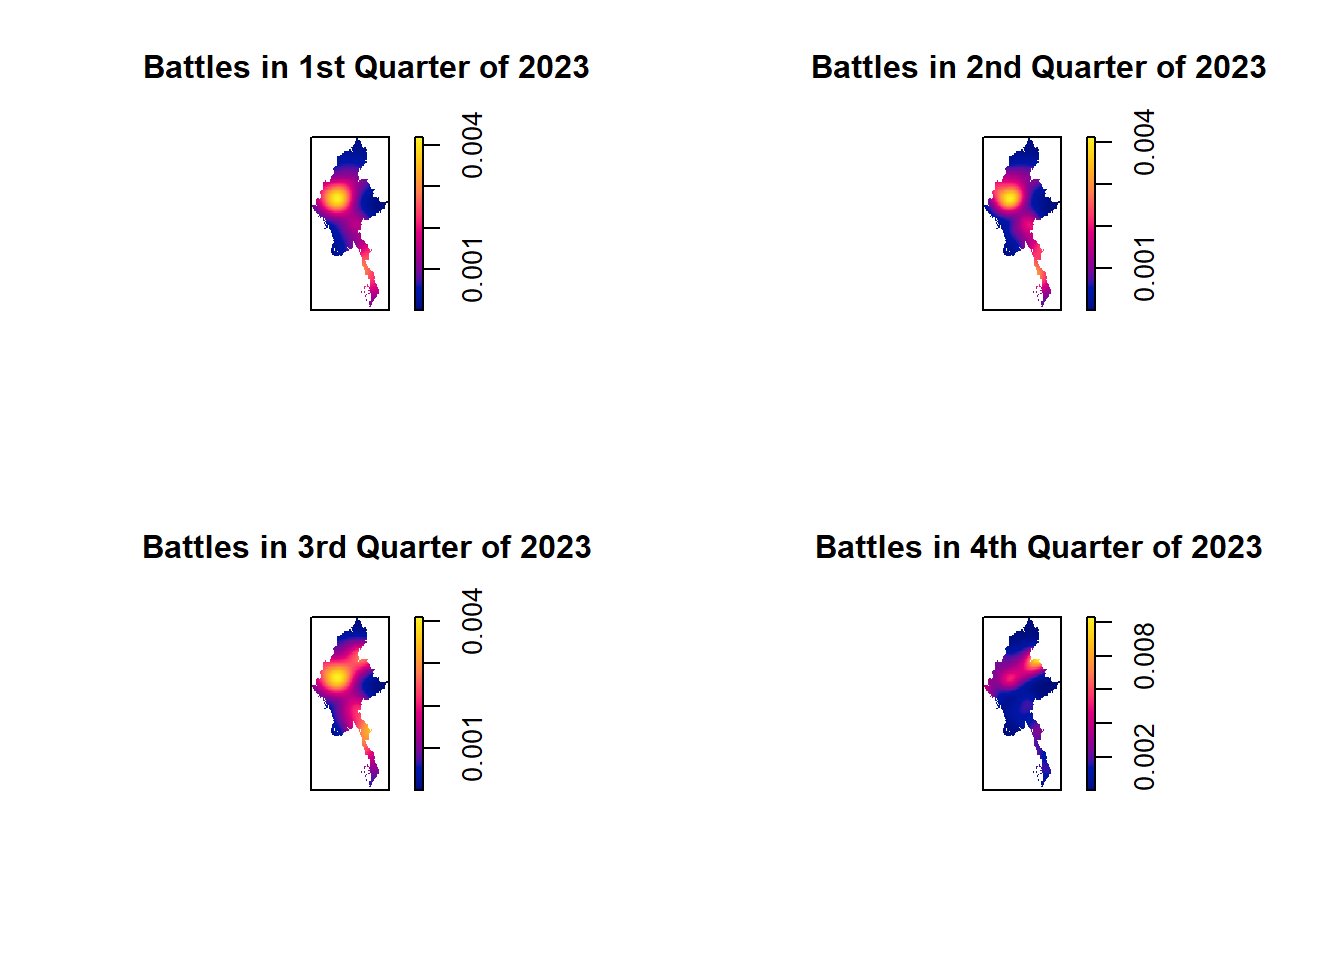 Battles in 1st Quarter of 2023
0.004
0.001
Battles in 2nd Quarter of 2023
0.004
0.001
Battles in 3rd Quarter of 2023
0.004
0.001
Battles in 4th Quarter of 2023
0.008
0.002